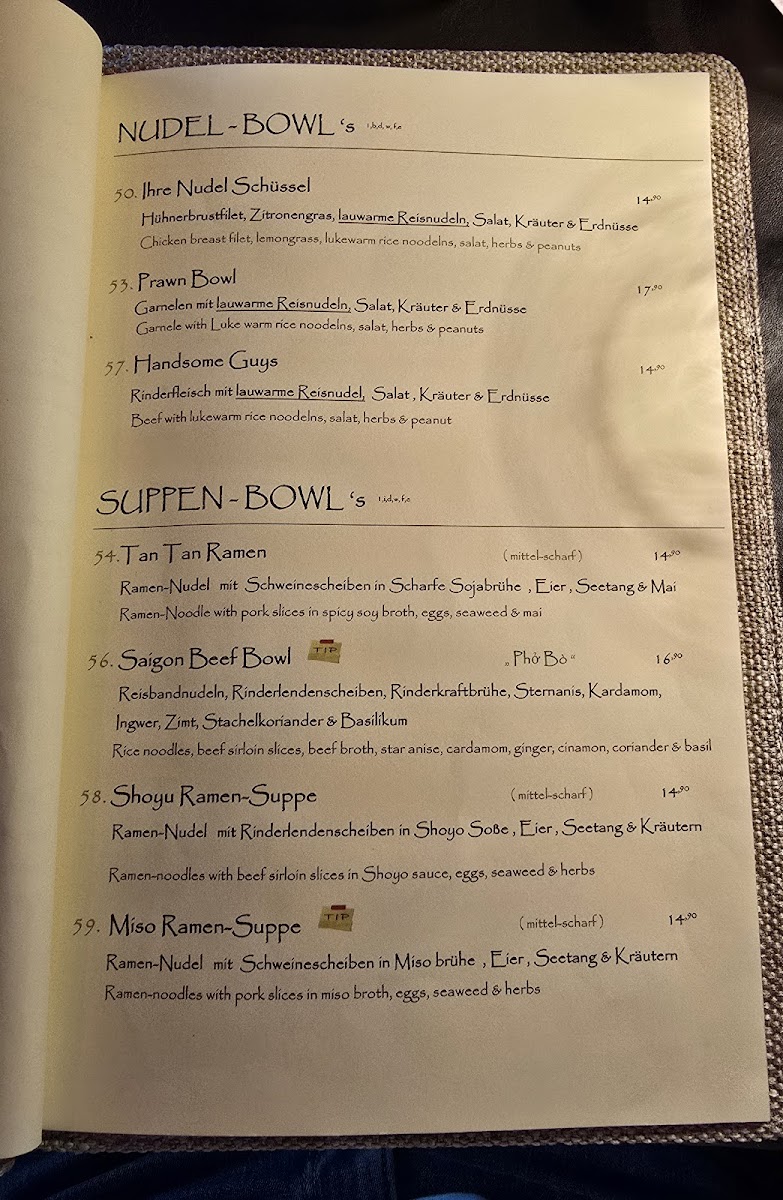 NUDEL-BOWL 's 1,b,d,w,f,e
50. Ihre Nudel Schüssel 14.90
Hühnerbrustfilet, Zitronengras, lauwarme Reisnudeln, Salat, Kräuter & Erdnüsse
Chicken breast filet, lemongrass, lukewarm rice noodelns, salat, herbs & peanuts
53. Prawn Bowl 17.90
Garnelen mit lauwarme Reisnudeln, Salat, Kräuter & Erdnüsse
Garnele with Luke warm rice noodelns, salat, herbs & peanuts
57. Handsome Guys 14.90
Rinderfleisch mit lauwarme Reisnudel, Salat , Kräuter & Erdnüsse
Beef with lukewarm rice noodelns, salat, herbs & peanut
SUPPEN-BOWL 's 1,i,d,w,f,e
54. Tan Tan Ramen (mittel-scharf) 14.90
Ramen-Nudel mit Schweinescheiben in Scharfe Sojabrühe , Eier , Seetang & Mai
Ramen-Noodle with pork slices in spicy soy broth, eggs, seaweed & mai
56. Saigon Beef Bowl TIP „ Phở Bò “ 16.90
Reisbandnudeln, Rinderlendenscheiben, Rinderkraftbrühe, Sternanis, Kardamom,
Ingwer, Zimt, Stachelkoriander & Basilikum
Rice noodles, beef sirloin slices, beef broth, star anise, cardamom, ginger, cinamon, coriander & basil
58. Shoyu Ramen-Suppe (mittel-scharf) 14.90
Ramen-Nudel mit Rinderlendenscheiben in Shoyo Soße , Eier , Seetang & Kräutern
Ramen-noodles with beef sirloin slices in Shoyo sauce, eggs, seaweed & herbs
59. Miso Ramen-Suppe TIP (mittel-scharf) 14.90
Ramen-Nudel mit Schweinescheiben in Miso brühe , Eier , Seetang & Kräutern
Ramen-noodles with pork slices in miso broth, eggs, seaweed & herbs